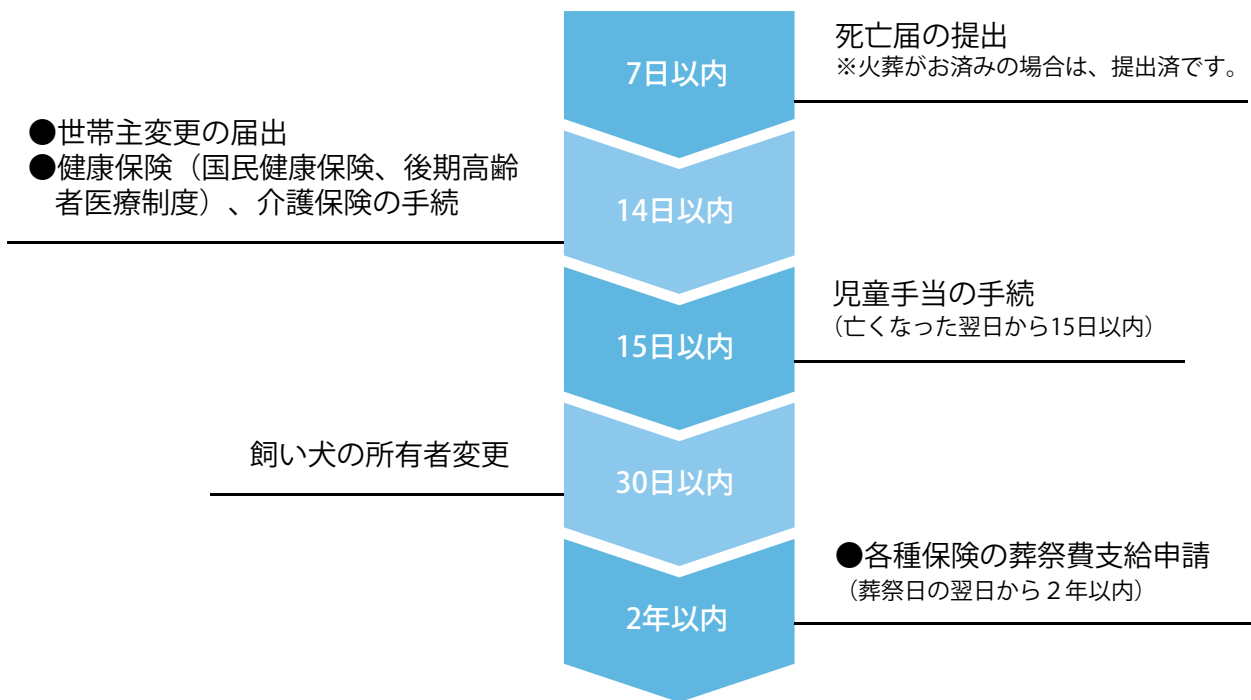 7日以内
死亡届の提出
※火葬がお済みの場合は、提出済です。
●世帯主変更の届出
●健康保険（国民健康保険、後期高齢
者医療制度）、介護保険の手続
14日以内
児童手当の手続
（亡くなった翌日から15日以内）
15日以内
飼い犬の所有者変更
30日以内
●各種保険の葬祭費支給申請
（葬祭日の翌日から２年以内）
2年以内